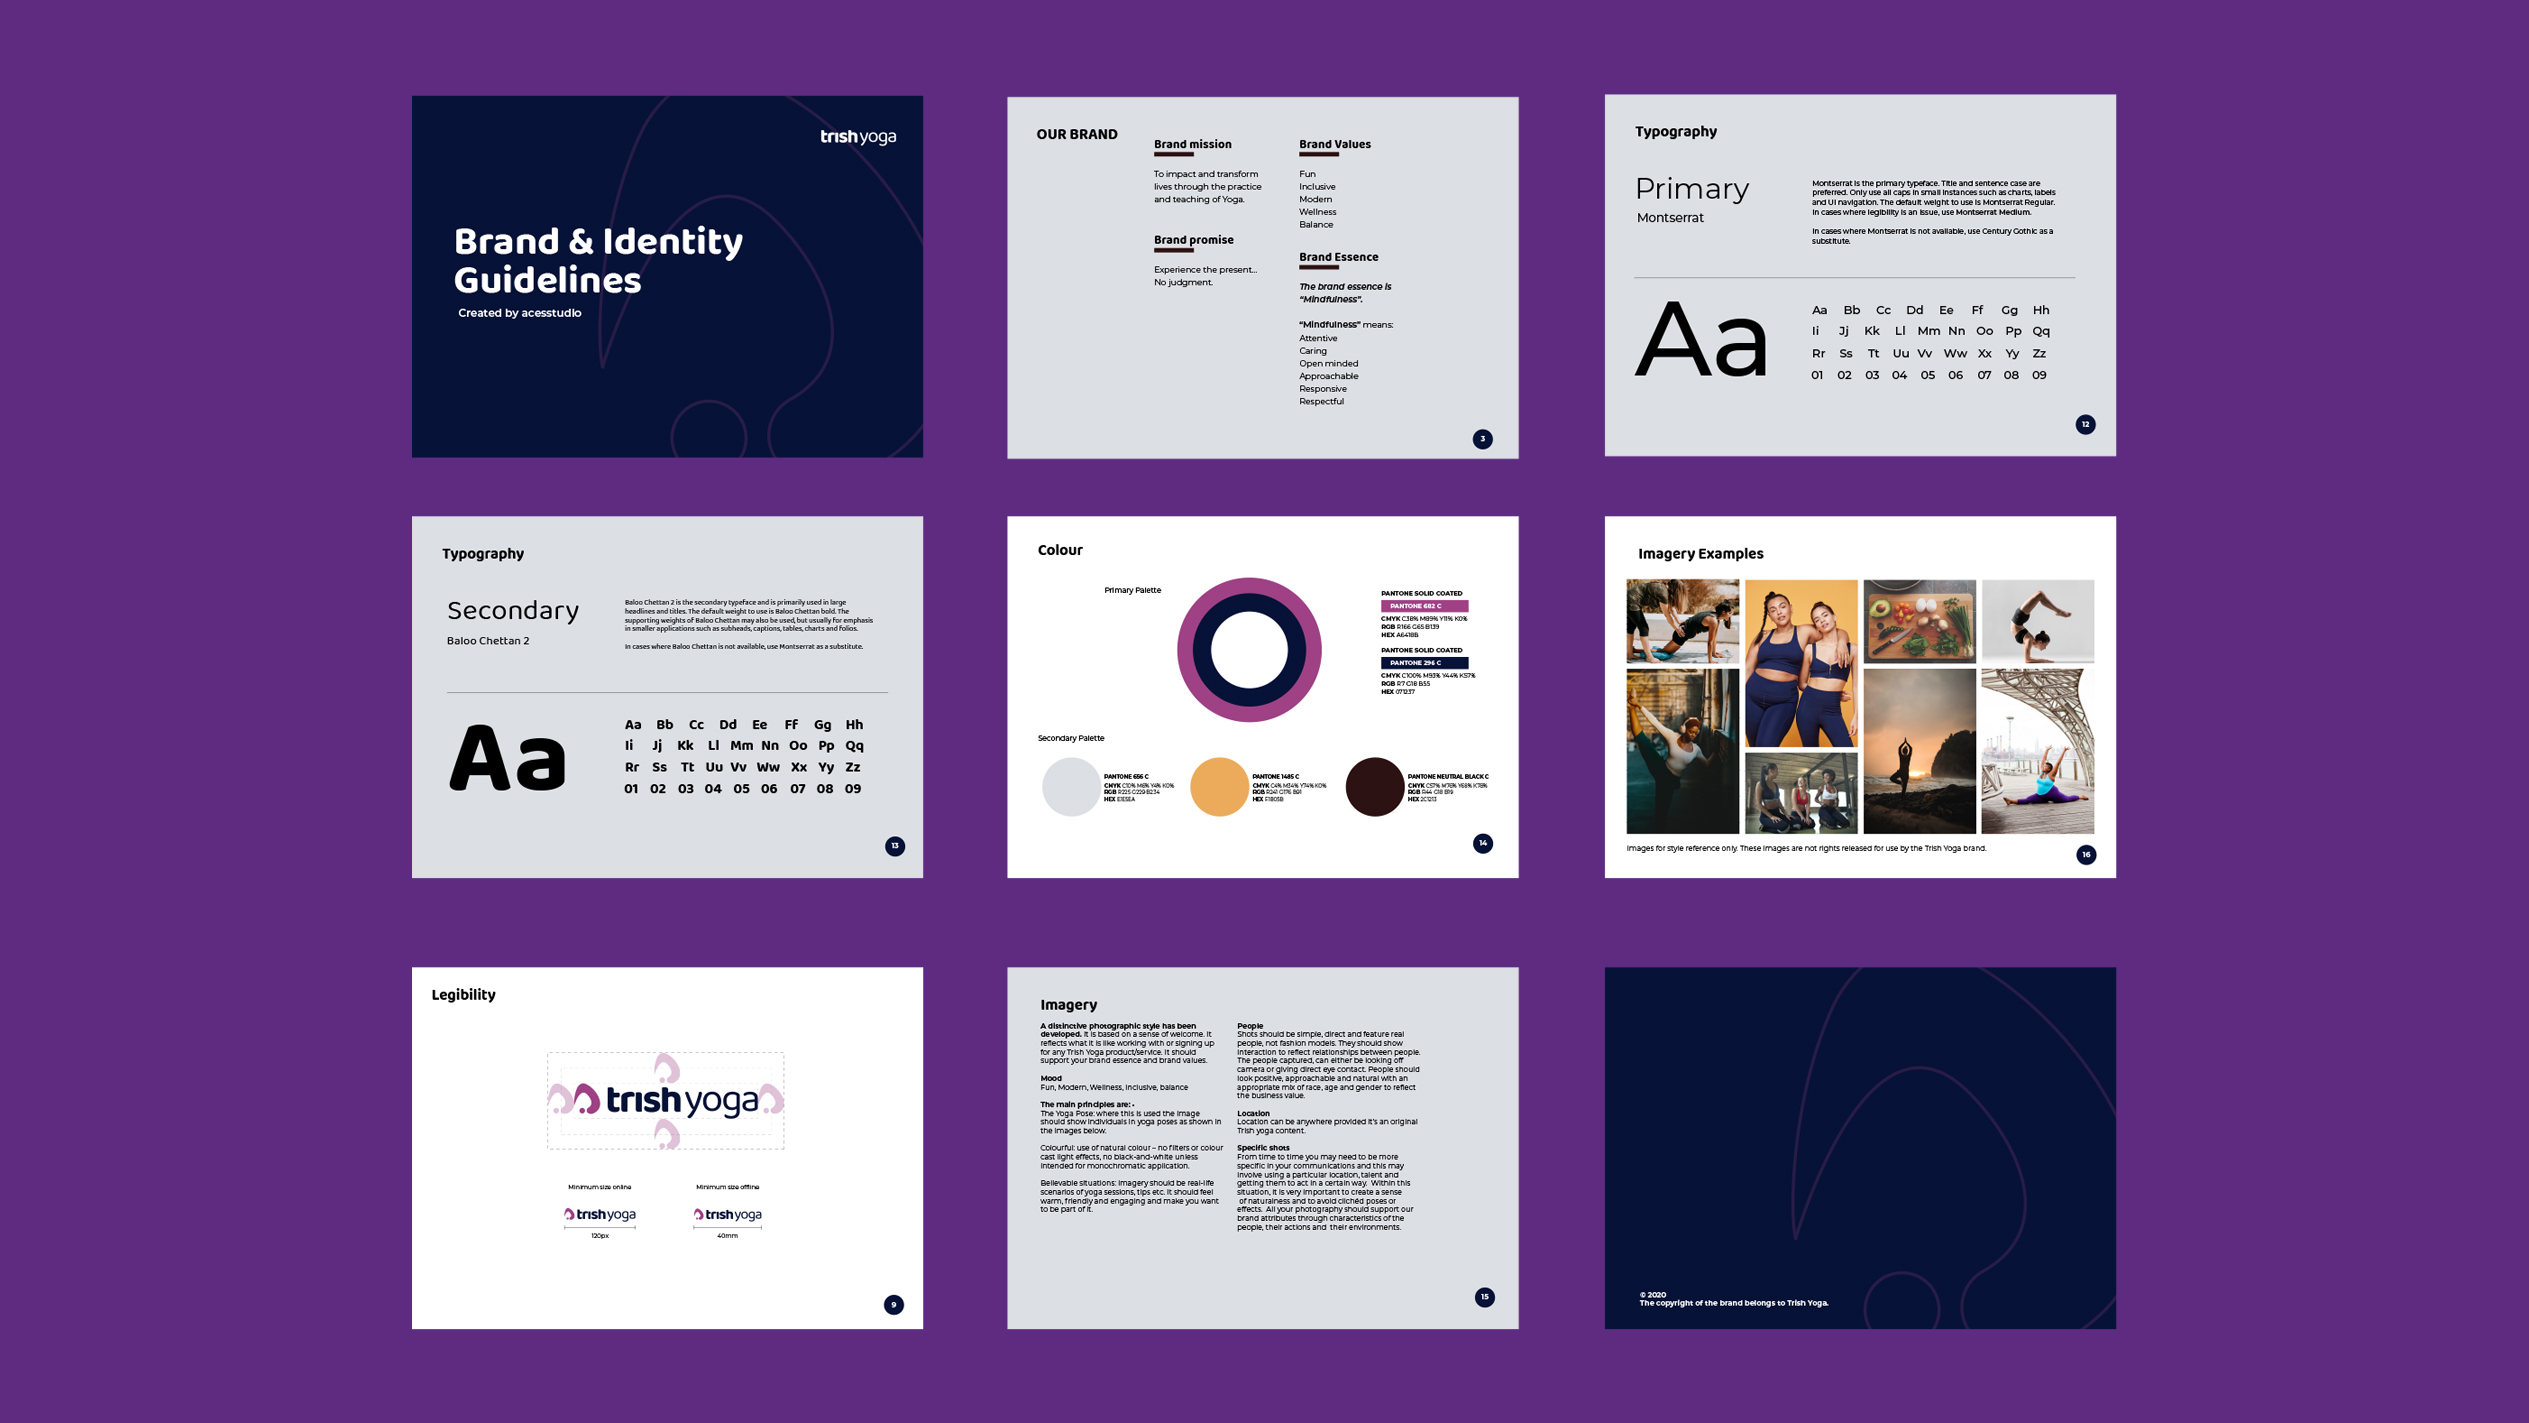 trishyoga
Brand & Identity
Guidelines
Created by acesstudio
OUR BRAND
Brand mission
To impact and transform
lives through the practice
and teaching of Yoga.
Brand promise
Experience the present...
No judgment.
Brand Values
Fun
Inclusive
Modern
Wellness
Balance
Brand Essence
The brand essence is
“Mindfulness”.
“Mindfulness” means:
Attentive
Caring
Open minded
Approachable
Responsive
Respectful
3
Typography
Primary
Montserrat
Montserrat is the primary typeface. Title and sentence case are
preferred. Only use all caps in small instances such as charts, labels
and UI navigation. The default weight to use is Montserrat Regular.
In cases where legibility is an issue, use Montserrat Medium.
In cases where Montserrat is not available, use Century Gothic as a
substitute.
Aa
Aa Bb Cc Dd Ee Ff Gg Hh
Ii Jj Kk Ll Mm Nn Oo Pp Qq
Rr Ss Tt Uu Vv Ww Xx Yy Zz
01 02 03 04 05 06 07 08 09
12
Typography
Secondary
Baloo Chettan 2
Baloo Chettan 2 is the secondary typeface and is primarily used in large
headlines and titles. The default weight to use is Baloo Chettan bold. The
supporting weights of Baloo Chettan may also be used, but usually for emphasis
in smaller applications such as subheads, captions, tables, charts and folios.
In cases where Baloo Chettan is not available, use Montserrat as a substitute.
Aa
Aa Bb Cc Dd Ee Ff Gg Hh
Ii Jj Kk Ll Mm Nn Oo Pp Qq
Rr Ss Tt Uu Vv Ww Xx Yy Zz
01 02 03 04 05 06 07 08 09
13
Colour
Primary Palette
PANTONE SOLID COATED
PANTONE 682 C
CMYK C38% M89% Y11% K0%
RGB R166 G65 B139
HEX A6418B
PANTONE SOLID COATED
PANTONE 296 C
CMYK C100% M93% Y44% K57%
RGB R7 G18 B55
HEX 071237
Secondary Palette
PANTONE 656 C
CMYK C10% M6% Y4% K0%
RGB R225 G229 B234
HEX E1E5EA
PANTONE 1485 C
CMYK C4% M34% Y74% K0%
RGB R241 G176 B91
HEX F1B05B
PANTONE NEUTRAL BLACK C
CMYK C57% M76% Y68% K78%
RGB R44 G18 B19
HEX 2C1213
14
Imagery Examples
Images for style reference only. These images are not rights released for use by the Trish Yoga brand.
16
Legibility
trishyoga
Minimum size online
trishyoga
120px
Minimum size offline
trishyoga
40mm
9
Imagery
A distinctive photographic style has been
developed. It is based on a sense of welcome. It
reflects what it is like working with or signing up
for any Trish Yoga product/service. It should
support your brand essence and brand values.
Mood
Fun, Modern, Wellness, Inclusive, balance
The main principles are: •
The Yoga Pose: where this is used the image
should show individuals in yoga poses as shown in
the images below.
Colourful: use of natural colour – no filters or colour
cast light effects, no black-and-white unless
intended for monochromatic application.
Believable situations: Imagery should be real-life
scenarios of yoga sessions, tips etc. It should feel
warm, friendly and engaging and make you want
to be part of it.
People
Shots should be simple, direct and feature real
people, not fashion models. They should show
interaction to reflect relationships between people.
The people captured, can either be looking off
camera or giving direct eye contact. People should
look positive, approachable and natural with an
appropriate mix of race, age and gender to reflect
the business value.
Location
Location can be anywhere provided it’s an original
Trish yoga content.
Specific shots
From time to time you may need to be more
specific in your communications and this may
involve using a particular location, talent and
getting them to act in a certain way. Within this
situation, it is very important to create a sense
of naturalness and to avoid clichéd poses or
effects. All your photography should support our
brand attributes through characteristics of the
people, their actions and their environments.
15
© 2020
The copyright of the brand belongs to Trish Yoga.